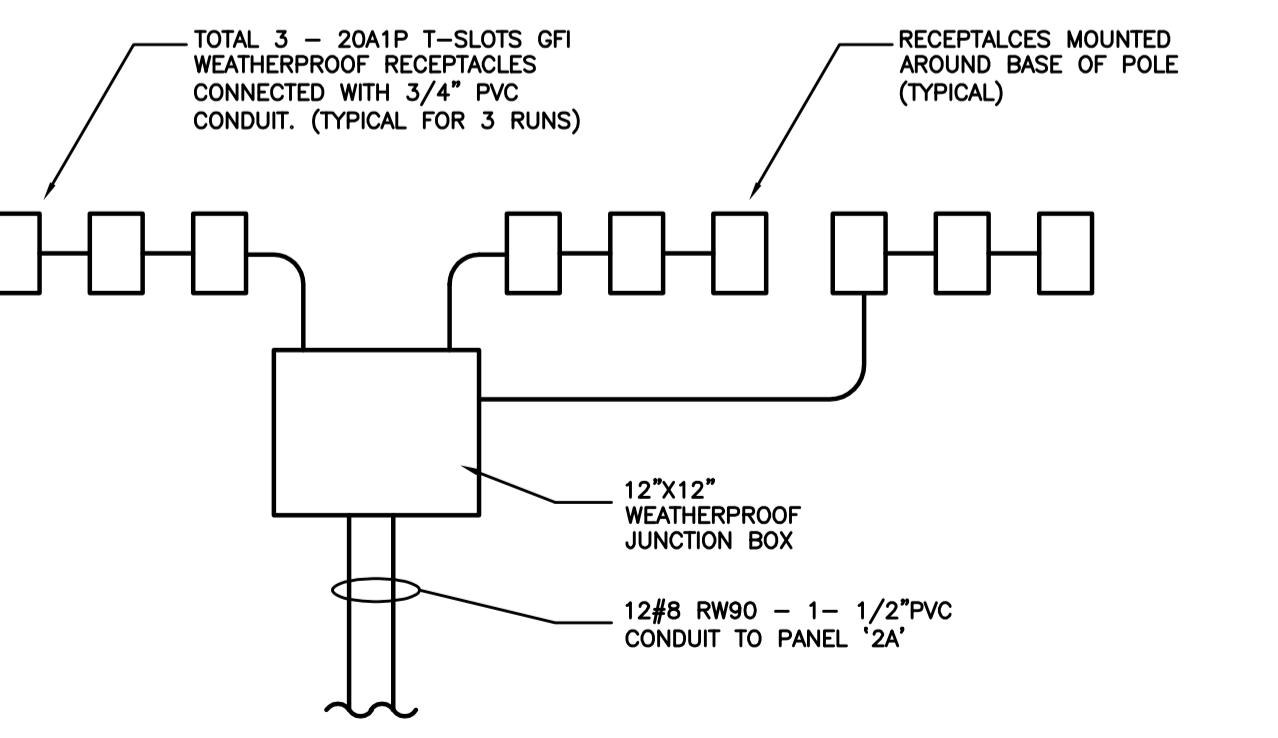 TOTAL 3 – 20A1P T–SLOTS GFI
WEATHERPROOF RECEPTACLES
CONNECTED WITH 3/4" PVC
CONDUIT. (TYPICAL FOR 3 RUNS)
RECEPTALCES MOUNTED
AROUND BASE OF POLE
(TYPICAL)
12"X12"
WEATHERPROOF
JUNCTION BOX
12#8 RW90 – 1– 1/2"PVC
CONDUIT TO PANEL '2A'